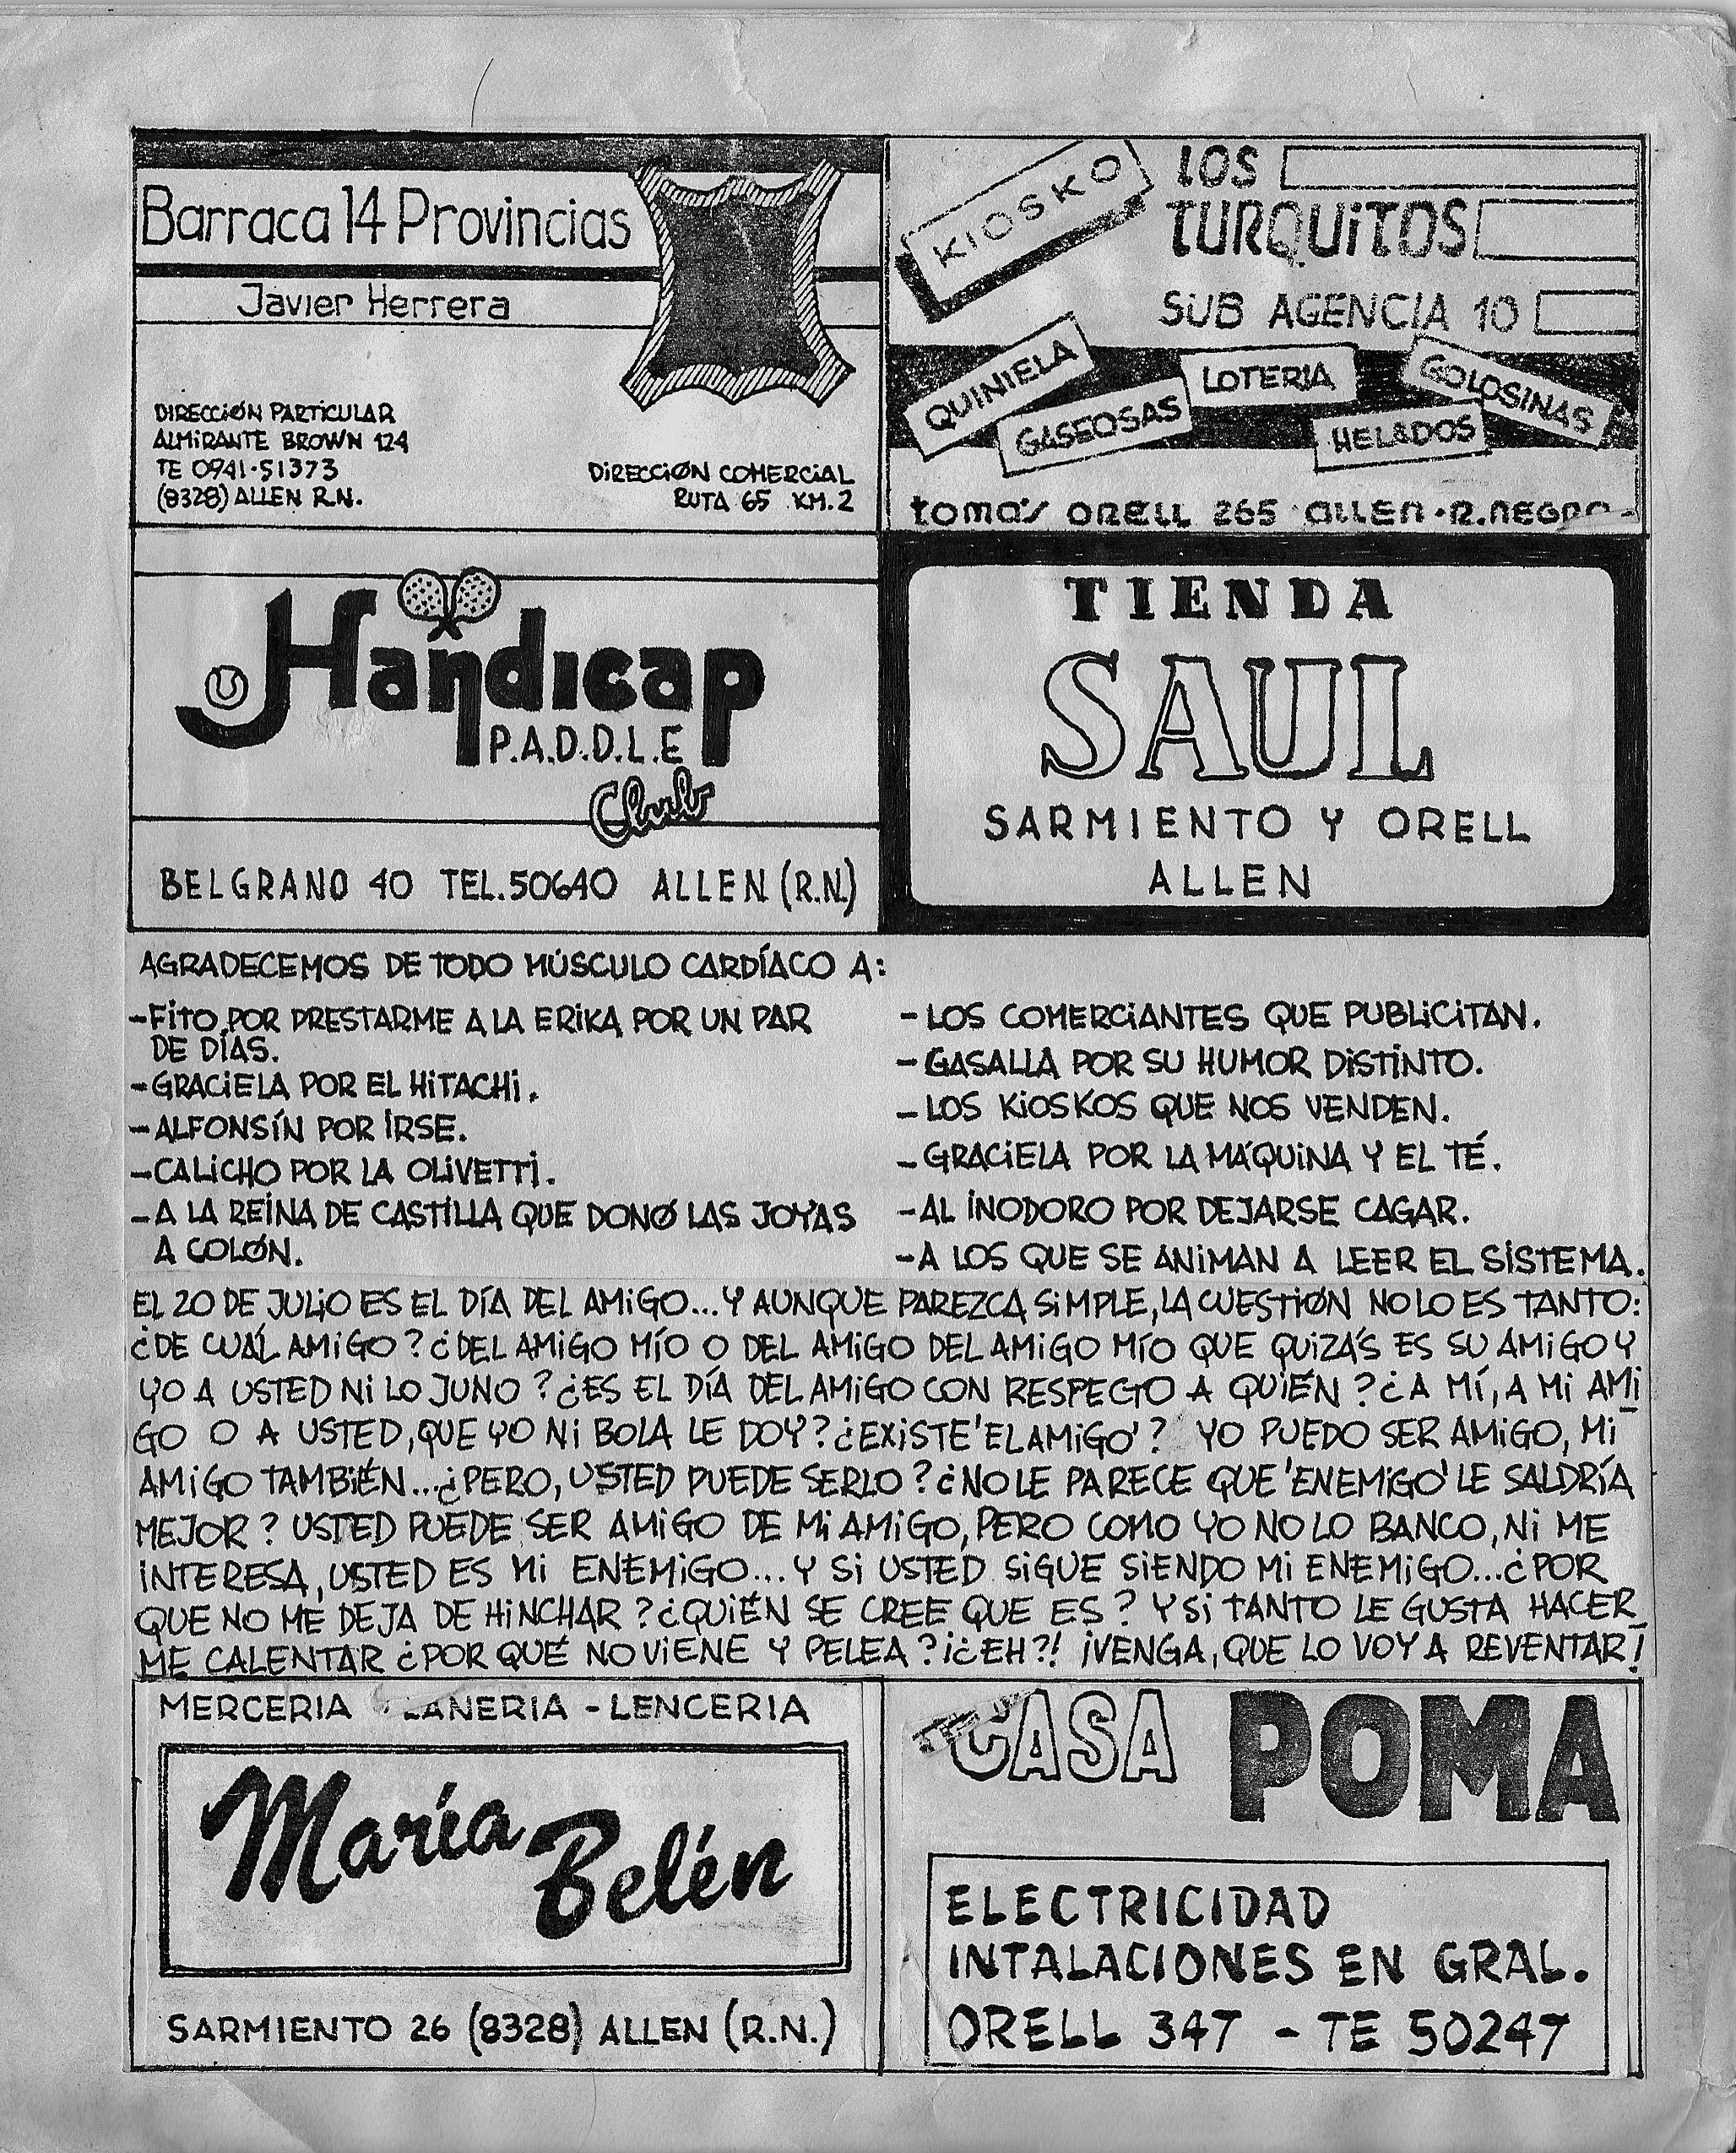 Barraca 14 Provincias
Javier Herrera
DIRECCIÓN PARTICULAR
ALMIRANTE BROWN 124
TE 0941-51373
(8328) ALLEN R.N.
DIRECCIÓN COMERCIAL
RUTA 65 KM.2
KIOSKO
LOS
TURQUITOS
SUB AGENCIA 10
QUINIELA
GASEOSAS
LOTERIA
HELADOS
GOLOSINAS
tomás ORELL 265 ALLEN - R.NEGRO -
Handicap
P.A.D.D.L.E
Club
BELGRANO 40 TEL.50640 ALLEN (R.N.)
TIENDA
SAUL
SARMIENTO Y ORELL
ALLEN
AGRADECEMOS DE TODO MÚSCULO CARDÍACO A:
-FITO POR PRESTARME A LA ERIKA POR UN PAR
DE DÍAS.
-GRACIELA POR EL HITACHI.
-ALFONSÍN POR IRSE.
-CALICHO POR LA OLIVETTI.
-A LA REINA DE CASTILLA QUE DONÓ LAS JOYAS
A COLÓN.
-LOS COMERCIANTES QUE PUBLICITAN.
-GASALLA POR SU HUMOR DISTINTO.
-LOS KIOSKOS QUE NOS VENDEN.
-GRACIELA POR LA MÁQUINA Y EL TÉ.
-AL INODORO POR DEJARSE CAGAR.
-A LOS QUE SE ANIMAN A LEER EL SISTEMA.
EL 20 DE JULIO ES EL DÍA DEL AMIGO...Y AUNQUE PAREZCA SIMPLE, LA CUESTIÓN NO LO ES TANTO:
¿DE CUÁL AMIGO? ¿DEL AMIGO MÍO O DEL AMIGO DEL AMIGO MÍO QUE QUIZÁS ES SU AMIGO Y
YO A USTED NI LO JUNO? ¿ES EL DÍA DEL AMIGO CON RESPECTO A QUIÉN? ¿A MÍ, A MI AMI
GO O A USTED, QUE YO NI BOLA LE DOY? ¿EXISTE 'EL AMIGO'? YO PUEDO SER AMIGO, MI
AMIGO TAMBIÉN...¿PERO, USTED PUEDE SERLO? ¿NO LE PARECE QUE 'ENEMIGO' LE SALDRÍA
MEJOR? USTED PUEDE SER AMIGO DE MI AMIGO, PERO COMO YO NO LO BANCO, NI ME
INTERESA, USTED ES MI ENEMIGO...Y SI USTED SIGUE SIENDO MI ENEMIGO...¿POR
QUE NO ME DEJA DE HINCHAR? ¿QUIÉN SE CREE QUE ES? Y SI TANTO LE GUSTA HACER_
ME CALENTAR ¿POR QUÉ NO VIENE Y PELEA? ¡¿EH?! ¡VENGA, QUE LO VOY A REVENTAR!
MERCERIA LANERIA - LENCERIA
María
Belén
SARMIENTO 26 (8328) ALLEN (R.N.)
CASA POMA
ELECTRICIDAD
INTALACIONES EN GRAL.
ORELL 347 - TE 50247